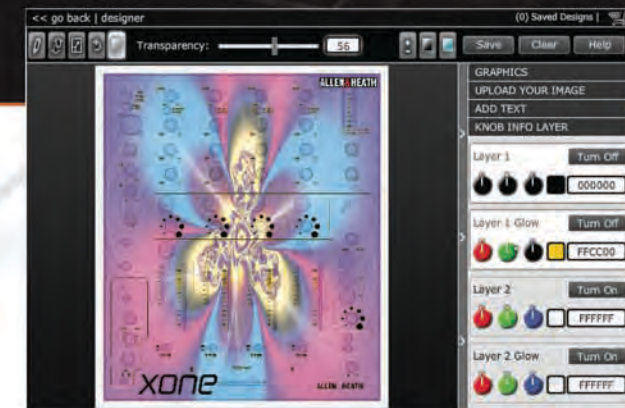 << go back | designer
(0) Saved Designs |
Transparency:
56
Save Clear Help
GRAPHICS
UPLOAD YOUR IMAGE
ADD TEXT
KNOB INFO LAYER
Layer 1 Turn Off
000000
Layer 1 Glow Turn Off
FFCC00
Layer 2 Turn On
FFFFFF
Layer 2 Glow Turn On
FFFFFF
ALLEN&HEATH
xone
ALLEN&HEATH